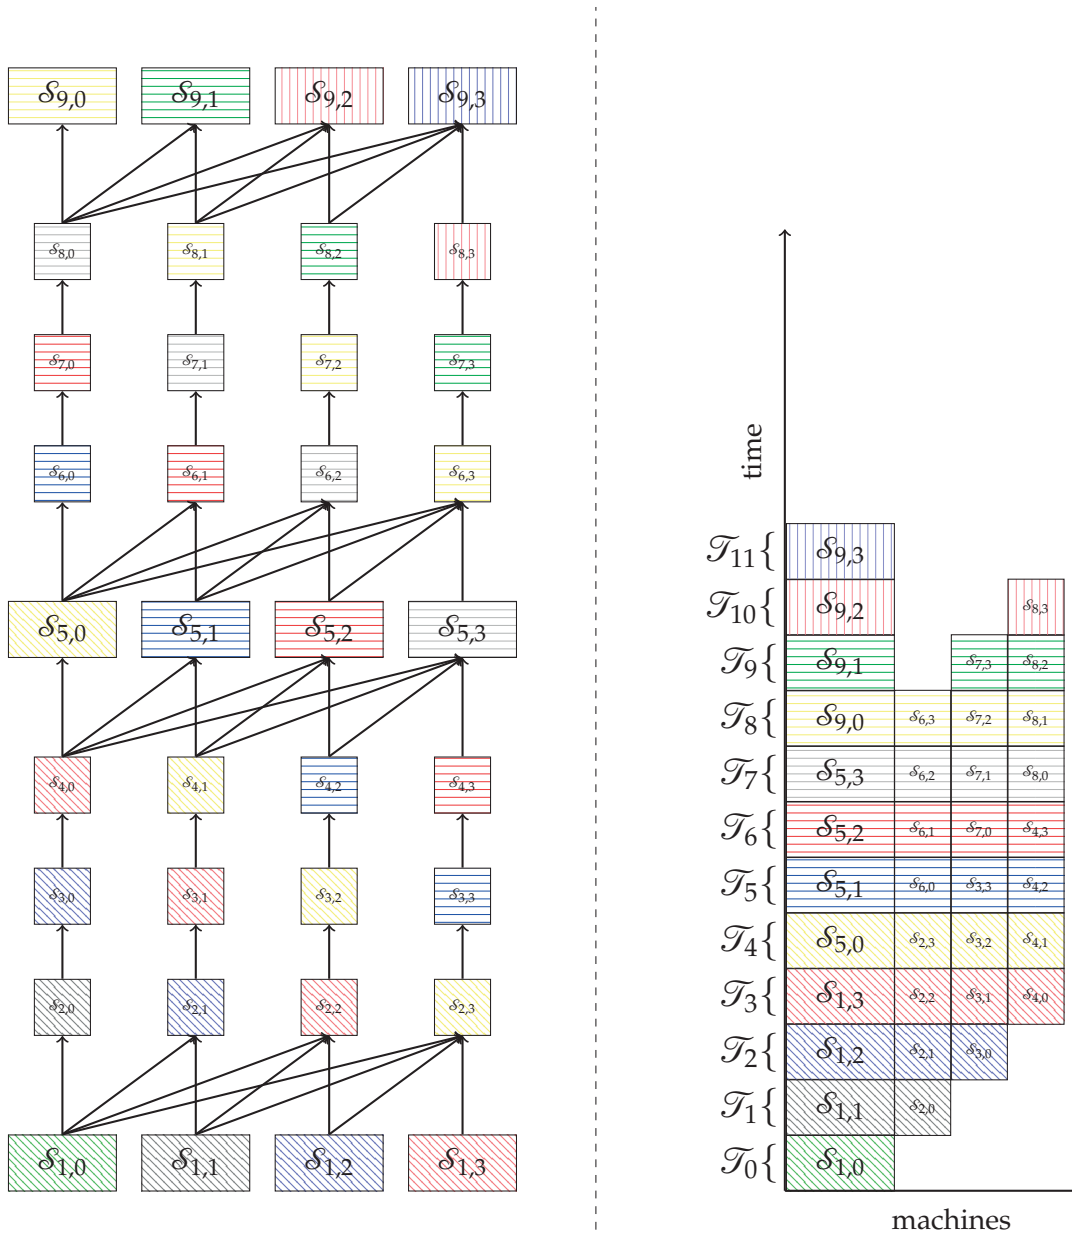 𝒮9,0 𝒮9,1 𝒮9,2 𝒮9,3
𝒮8,0 𝒮8,1 𝒮8,2 𝒮8,3
𝒮7,0 𝒮7,1 𝒮7,2 𝒮7,3
𝒮6,0 𝒮6,1 𝒮6,2 𝒮6,3
𝒮5,0 𝒮5,1 𝒮5,2 𝒮5,3
𝒮4,0 𝒮4,1 𝒮4,2 𝒮4,3
𝒮3,0 𝒮3,1 𝒮3,2 𝒮3,3
𝒮2,0 𝒮2,1 𝒮2,2 𝒮2,3
𝒮1,0 𝒮1,1 𝒮1,2 𝒮1,3
time
𝒯11{ 𝒮9,3
𝒯10{ 𝒮9,2 𝒮8,3
𝒯9{ 𝒮9,1 𝒮7,3 𝒮8,2
𝒯8{ 𝒮9,0 𝒮6,3 𝒮7,2 𝒮8,1
𝒯7{ 𝒮5,3 𝒮6,2 𝒮7,1 𝒮8,0
𝒯6{ 𝒮5,2 𝒮6,1 𝒮7,0 𝒮4,3
𝒯5{ 𝒮5,1 𝒮6,0 𝒮3,3 𝒮4,2
𝒯4{ 𝒮5,0 𝒮2,3 𝒮3,2 𝒮4,1
𝒯3{ 𝒮1,3 𝒮2,2 𝒮3,1 𝒮4,0
𝒯2{ 𝒮1,2 𝒮2,1 𝒮3,0
𝒯1{ 𝒮1,1 𝒮2,0
𝒯0{ 𝒮1,0
machines